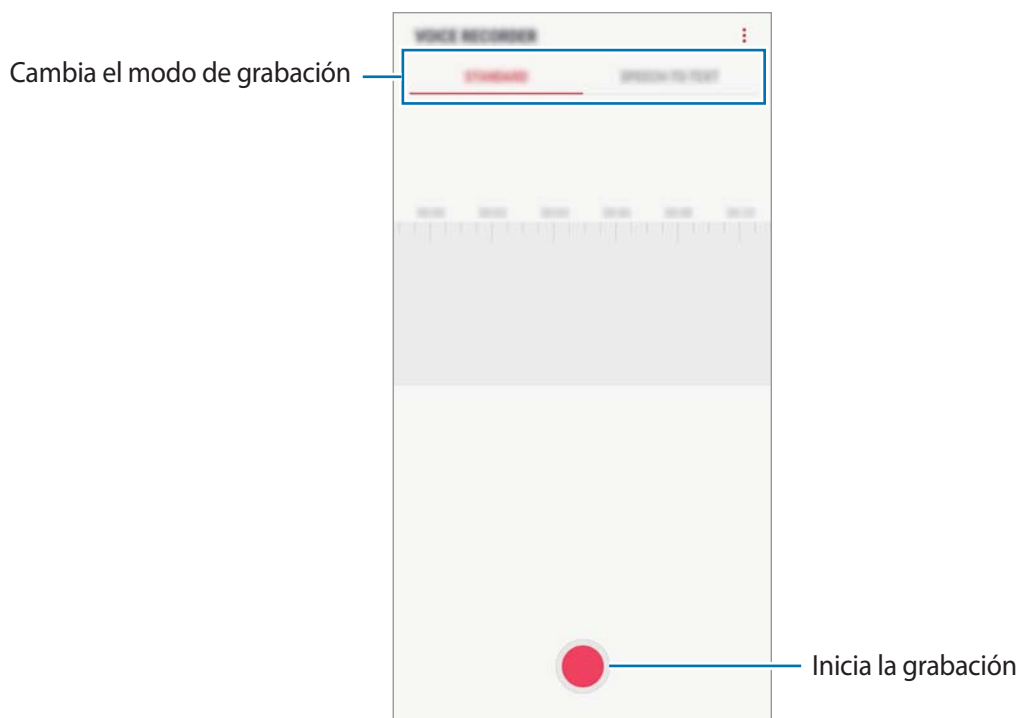 VOICE RECORDER
Cambia el modo de grabación
STANDARD
SPEECH-TO-TEXT
Inicia la grabación